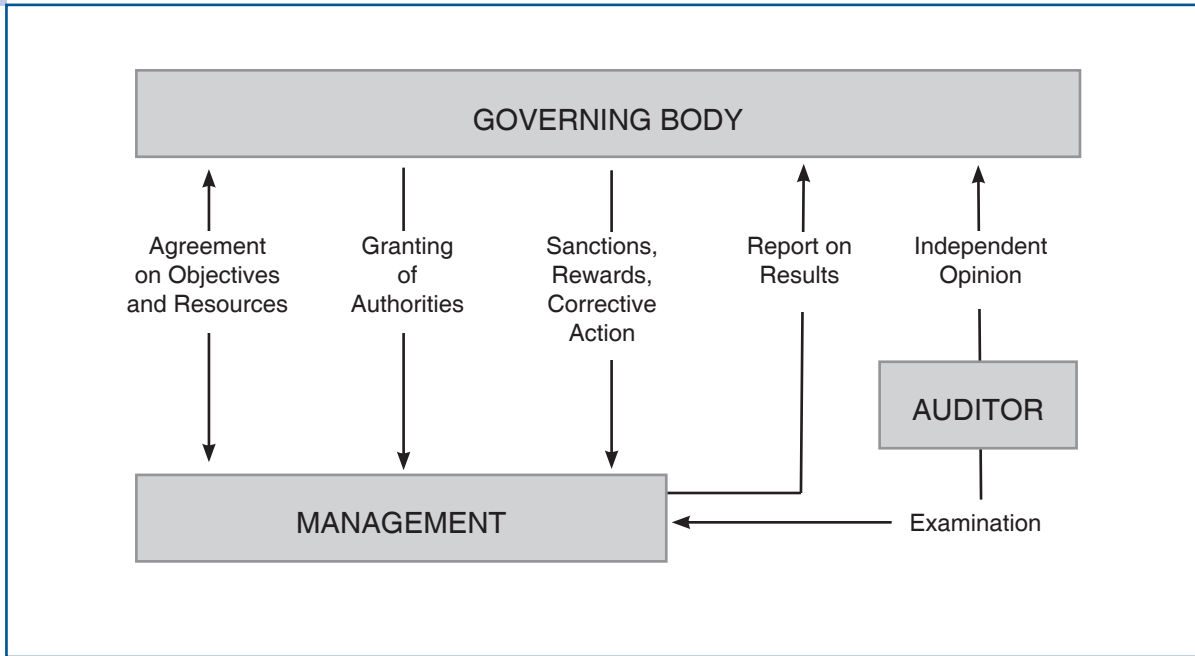 GOVERNING BODY
Agreement
on Objectives
and Resources
Granting
of
Authorities
Sanctions,
Rewards,
Corrective
Action
Report on
Results
Independent
Opinion
AUDITOR
MANAGEMENT
Examination